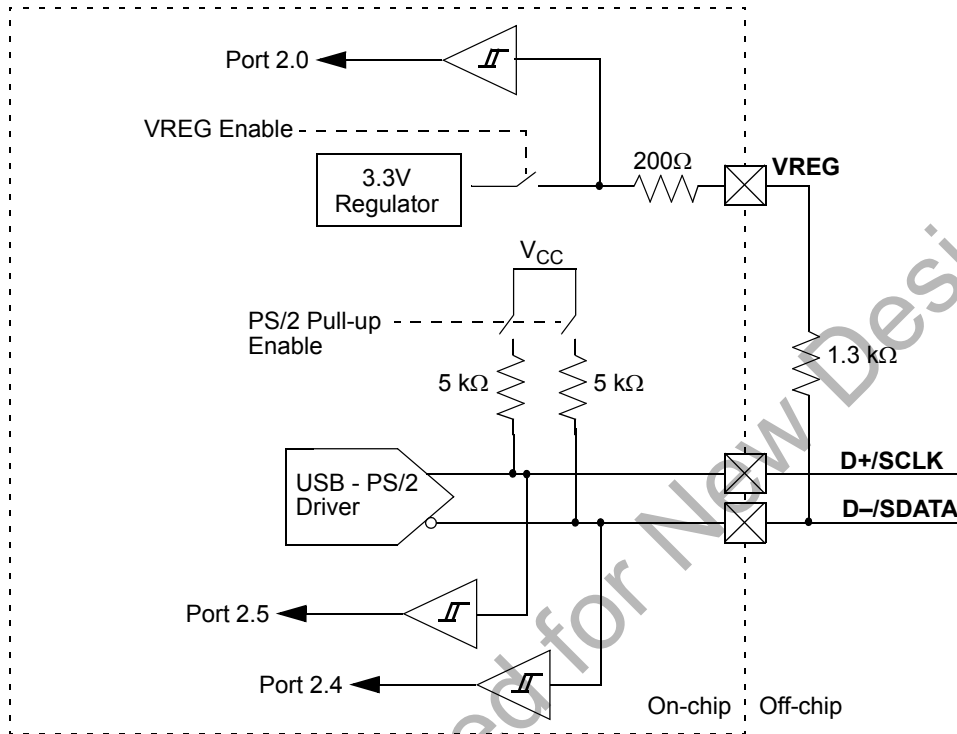 Port 2.0
VREG Enable
3.3V
Regulator
200Ω
VREG
V_CC
PS/2 Pull-up
Enable
5 kΩ
5 kΩ
1.3 kΩ
USB - PS/2
Driver
D+/SCLK
D–/SDATA
Port 2.5
Port 2.4
On-chip
Off-chip
for New